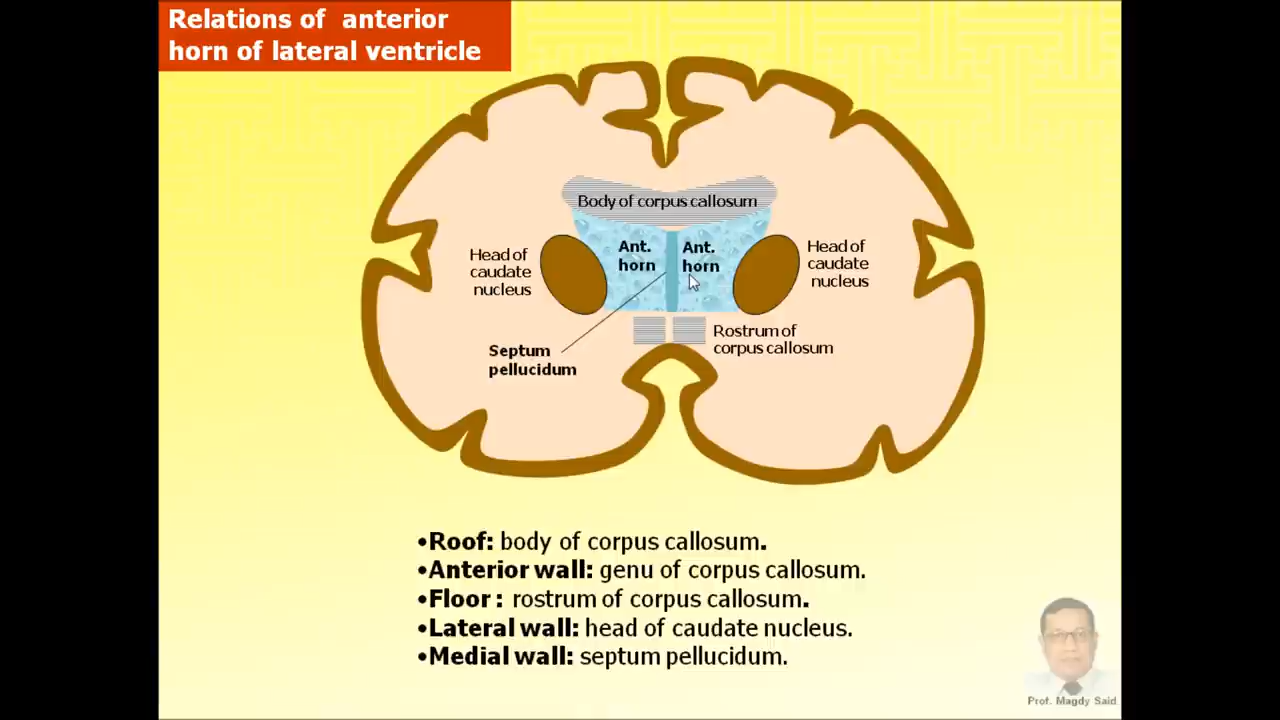 Relations of  anterior
horn of lateral ventricle
Body of corpus callosum
Ant.
horn
Ant.
horn
Head of
caudate
nucleus
Head of
caudate
nucleus
Septum
pellucidum
Rostrum of
corpus callosum
•Roof: body of corpus callosum.
•Anterior wall: genu of corpus callosum.
•Floor : rostrum of corpus callosum.
•Lateral wall: head of caudate nucleus.
•Medial wall: septum pellucidum.
Prof. Magdy Said